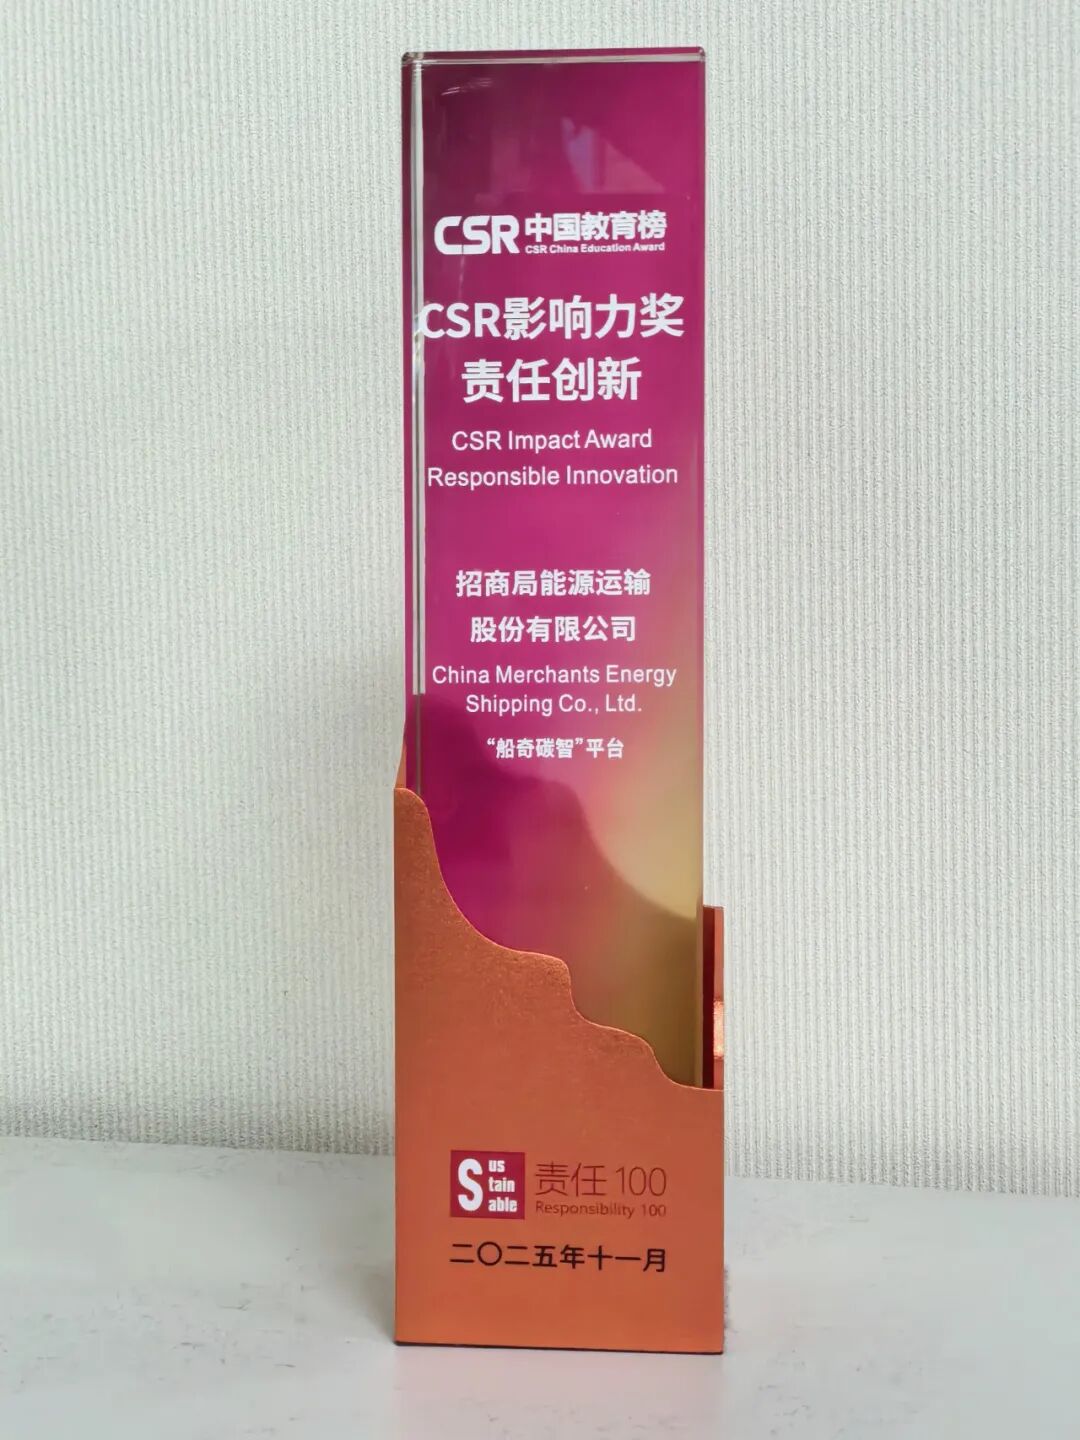 CSR 中国教育榜
CSR China Education Award
CSR影响力奖
责任创新
CSR Impact Award
Responsible Innovation
招商局能源运输
股份有限公司
China Merchants Energy
Shipping Co., Ltd.
“船奇碳智”平台
Sus
tain
able
责任100
Responsibility 100
二〇二五年十一月